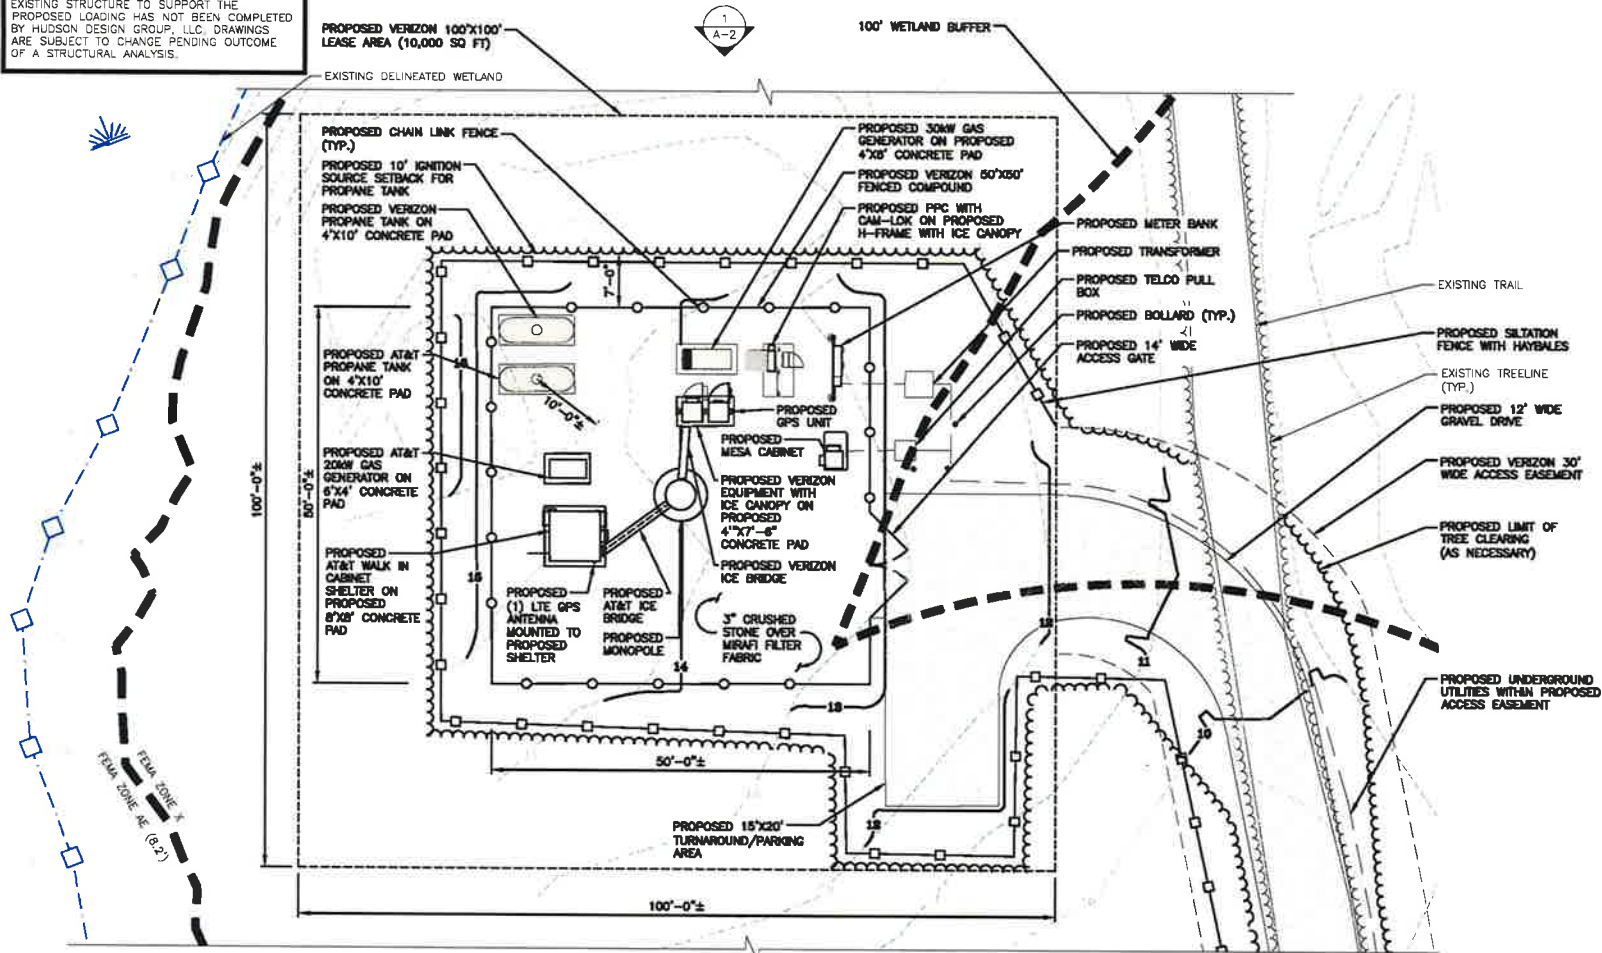 EXISTING STRUCTURE TO SUPPORT THE
PROPOSED LOADING HAS NOT BEEN COMPLETED
BY HUDSON DESIGN GROUP, LLC. DRAWINGS
ARE SUBJECT TO CHANGE PENDING OUTCOME
OF A STRUCTURAL ANALYSIS.
PROPOSED VERIZON 100'X100'
LEASE AREA (10,000 SQ FT)
1
A-2
100' WETLAND BUFFER
EXISTING DELINEATED WETLAND
PROPOSED CHAIN LINK FENCE
(TYP.)
PROPOSED 10' IGNITION
SOURCE SETBACK FOR
PROPANE TANK
PROPOSED VERIZON
PROPANE TANK ON
4'X10' CONCRETE PAD
PROPOSED 30kW GAS
GENERATOR ON PROPOSED
4'X8' CONCRETE PAD
PROPOSED VERIZON 50'X50'
FENCED COMPOUND
PROPOSED PPC WITH
CAM-LOK ON PROPOSED
H-FRAME WITH ICE CANOPY
PROPOSED METER BANK
PROPOSED TRANSFORMER
PROPOSED TELCO PULL
BOX
PROPOSED BOLLARD (TYP.)
PROPOSED 14' WIDE
ACCESS GATE
EXISTING TRAIL
PROPOSED SILTATION
FENCE WITH HAYBALES
EXISTING TREELINE
(TYP.)
PROPOSED 12' WIDE
GRAVEL DRIVE
PROPOSED VERIZON 30'
WIDE ACCESS EASEMENT
PROPOSED LIMIT OF
TREE CLEARING
(AS NECESSARY)
PROPOSED UNDERGROUND
UTILITIES WITHIN PROPOSED
ACCESS EASEMENT
7'-0"
PROPOSED AT&T
PROPANE TANK
ON 4'X10'
CONCRETE PAD
10'-0"±
PROPOSED AT&T
20kW GAS
GENERATOR ON
6'X4' CONCRETE
PAD
PROPOSED
AT&T WALK IN
CABINET
SHELTER ON
PROPOSED
8'X8' CONCRETE
PAD
PROPOSED
GPS UNIT
PROPOSED
MESA CABINET
PROPOSED VERIZON
EQUIPMENT WITH
ICE CANOPY ON
PROPOSED
4'"X7'-6"
CONCRETE PAD
PROPOSED VERIZON
ICE BRIDGE
PROPOSED
(1) LTE GPS
ANTENNA
MOUNTED TO
PROPOSED
SHELTER
PROPOSED
AT&T ICE
BRIDGE
PROPOSED
MONOPOLE
3" CRUSHED
STONE OVER
MIRAFI FILTER
FABRIC
100'-0"±
50'-0"±
15
14
13
12
12
11
10
50'-0"±
PROPOSED 15'X20'
TURNAROUND/PARKING
AREA
100'-0"±
FEMA ZONE X
FEMA ZONE AE (8.2')